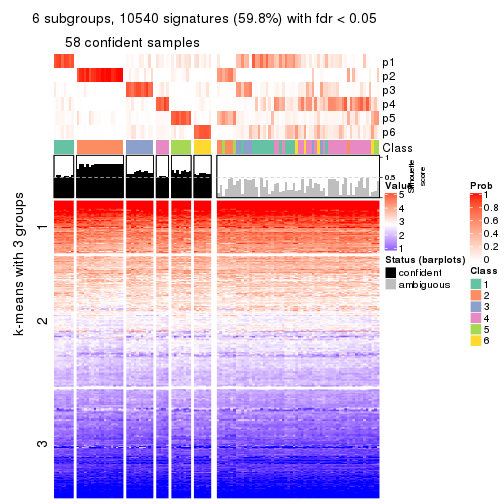 6 subgroups, 10540 signatures (59.8%) with fdr < 0.05
58 confident samples
p1
p2
p3
p4
p5
p6
Class
1
0.5
0
Silhouette
score
k-means with 3 groups
1
2
3
Value
5
4
3
2
1
Status (barplots)
confident
ambiguous
Prob
1
0.8
0.6
0.4
0.2
0
Class
1
2
3
4
5
6